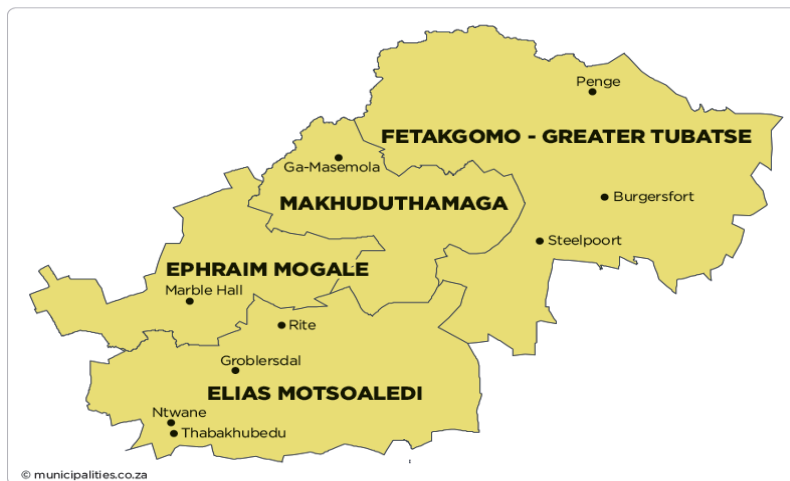 Penge
FETAKGOMO - GREATER TUBATSE
Ga-Masemola
MAKHUDUTHAMAGA
Burgersfort
Steelpoort
EPHRAIM MOGALE
Marble Hall
Rite
Groblersdal
ELIAS MOTSOALEDI
Ntwane
Thabakhubedu
© municipalities.co.za